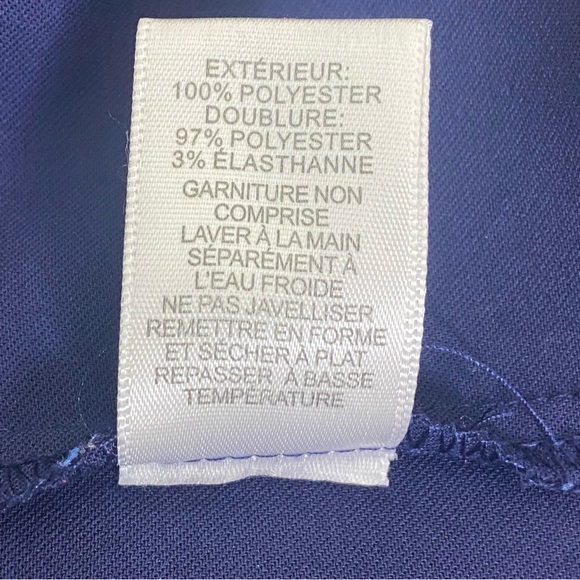 EXTÉRIEUR:
100% POLYESTER
DOUBLURE:
97% POLYESTER
3% ÉLASTHANNE
GARNITURE NON
COMPRISE
LAVER À LA MAIN
SÉPARÉMENT À
L'EAU FROIDE
NE PAS JAVELLISER
REMETTRE EN FORME
ET SÉCHER À PLAT
REPASSER À BASSE
TEMPÉRATURE